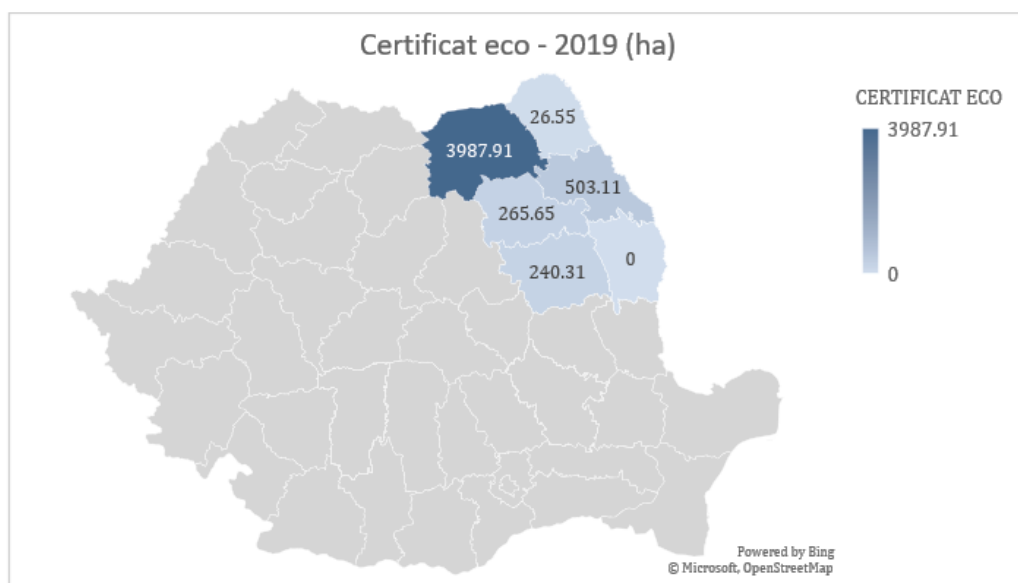 Certificat eco - 2019 (ha)
CERTIFICAT ECO
3987.91
0
26.55
3987.91
503.11
265.65
240.31
0
Powered by Bing
© Microsoft, OpenStreetMap